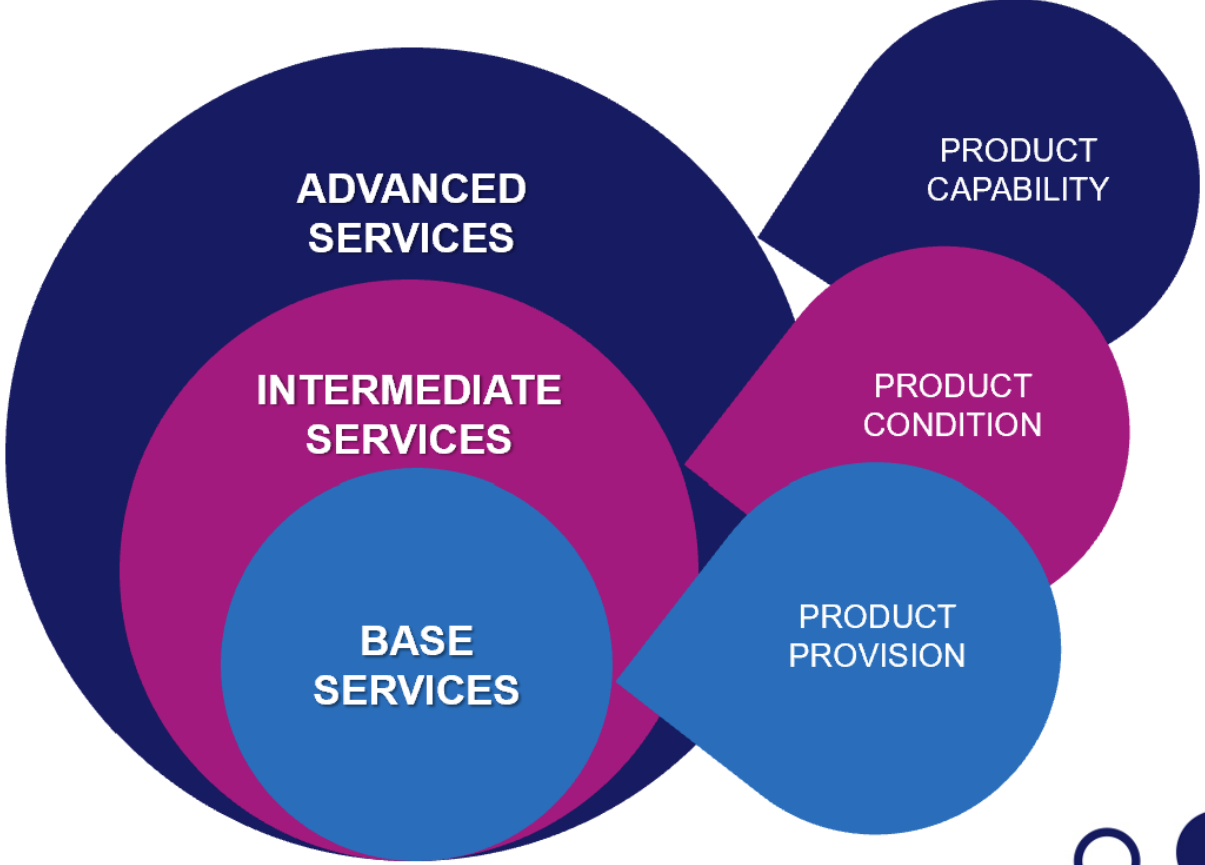 ADVANCED
SERVICES
PRODUCT
CAPABILITY
INTERMEDIATE
SERVICES
PRODUCT
CONDITION
BASE
SERVICES
PRODUCT
PROVISION